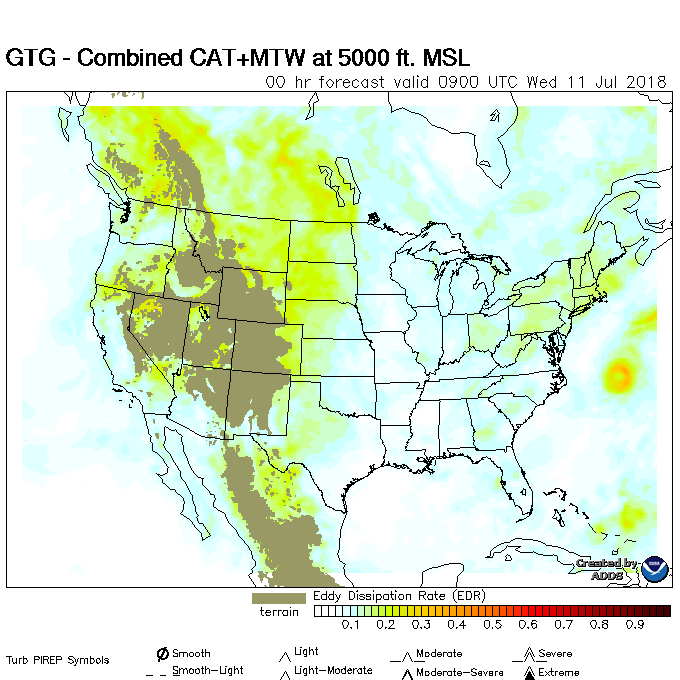 GTG - Combined CAT+MTW at 5000 ft. MSL
00 hr forecast valid 0900 UTC Wed 11 Jul 2018
Created by
ADDS
Eddy Dissipation Rate (EDR)
terrain
0.1 0.2 0.3 0.4 0.5 0.6 0.7 0.8 0.9
Turb PIREP Symbols
Smooth Light Moderate Severe
Smooth-Light Light-Moderate Moderate-Severe Extreme